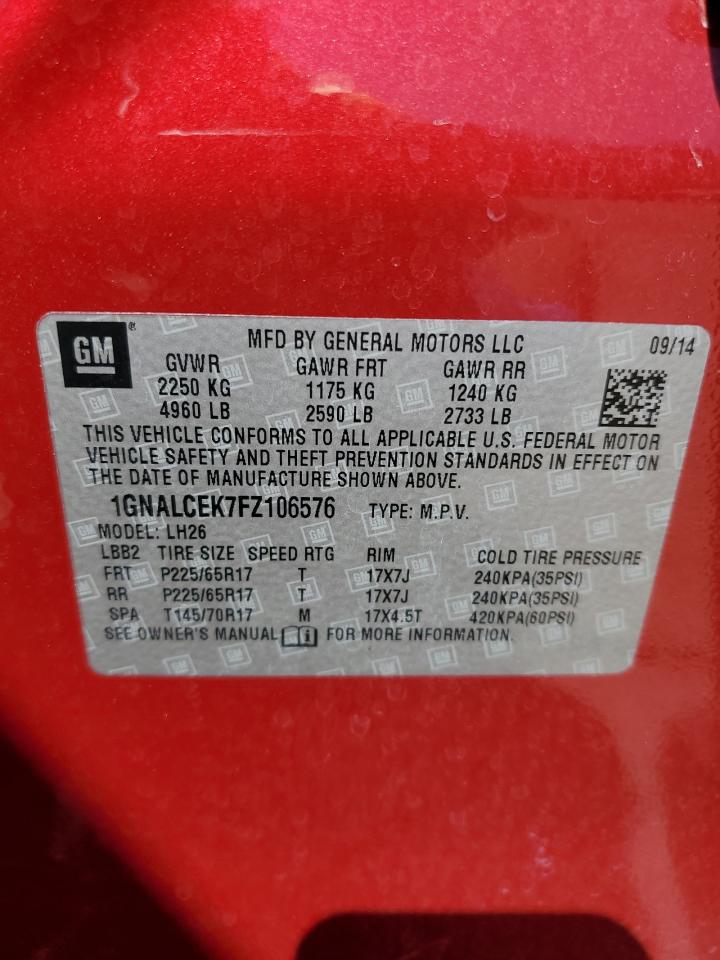 GM® MFD BY GENERAL MOTORS LLC 09/14
GVWR GAWR FRT GAWR RR
2250 KG 1175 KG 1240 KG
4960 LB 2590 LB 2733 LB
THIS VEHICLE CONFORMS TO ALL APPLICABLE U.S. FEDERAL MOTOR
VEHICLE SAFETY AND THEFT PREVENTION STANDARDS IN EFFECT ON
THE DATE OF MANUFACTURE SHOWN ABOVE.
1GNALCEK7FZ106576 TYPE: M.P.V.
MODEL: LH26
LBB2 TIRE SIZE SPEED RTG RIM COLD TIRE PRESSURE
FRT P225/65R17 T 17X7J 240KPA(35PSI)
RR P225/65R17 T 17X7J 240KPA(35PSI)
SPA T145/70R17 M 17X4.5T 420KPA(60PSI)
SEE OWNER'S MANUAL i FOR MORE INFORMATION.